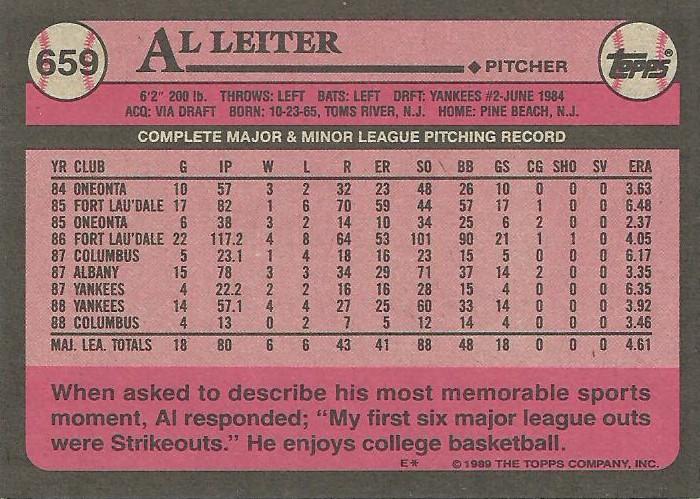 659
AL LEITER
TOPPS®
◆ PITCHER
6'2" 200 lb. THROWS: LEFT BATS: LEFT DRFT: YANKEES #2-JUNE 1984
ACQ: VIA DRAFT BORN: 10-23-65, TOMS RIVER, N.J. HOME: PINE BEACH, N.J.
COMPLETE MAJOR & MINOR LEAGUE PITCHING RECORD
YR CLUB G IP W L R ER SO BB GS CG SHO SV ERA
84 ONEONTA 10 57 3 2 32 23 48 26 10 0 0 0 3.63
85 FORT LAU'DALE 17 82 1 6 70 59 44 57 17 1 0 0 6.48
85 ONEONTA 6 38 3 2 14 10 34 25 6 2 0 0 2.37
86 FORT LAU'DALE 22 117.2 4 8 64 53 101 90 21 1 1 0 4.05
87 COLUMBUS 5 23.1 1 4 18 16 23 15 5 0 0 0 6.17
87 ALBANY 15 78 3 3 34 29 71 37 14 2 0 0 3.35
87 YANKEES 4 22.2 2 2 16 16 28 15 4 0 0 0 6.35
88 YANKEES 14 57.1 4 4 27 25 60 33 14 0 0 0 3.92
88 COLUMBUS 4 13 0 2 7 5 12 14 4 0 0 0 3.46
MAJ. LEA. TOTALS 18 80 6 6 43 41 88 48 18 0 0 0 4.61
When asked to describe his most memorable sports
moment, Al responded; "My first six major league outs
were Strikeouts." He enjoys college basketball.
E* © 1989 THE TOPPS COMPANY, INC.